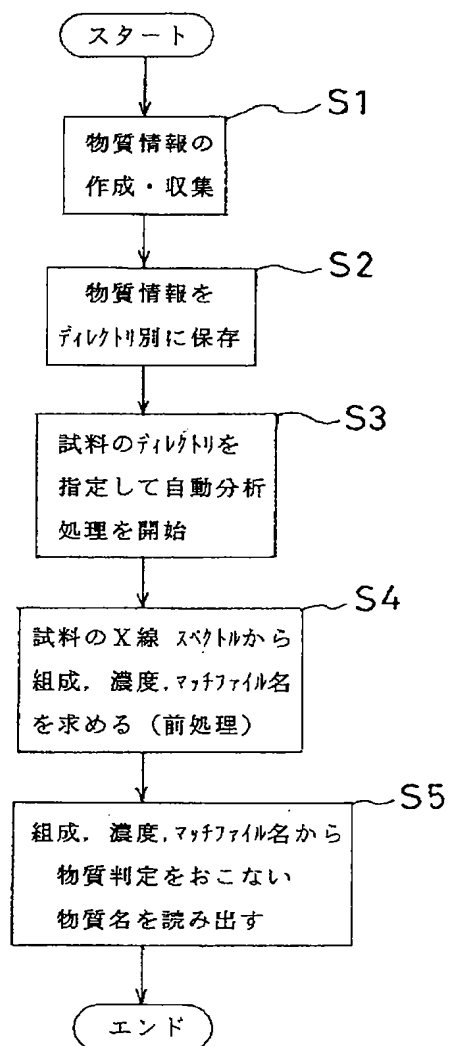 スタート
S1
物質情報の
作成・収集
S2
物質情報を
ディレクトリ別に保存
S3
試料のディレクトリを
指定して自動分析
処理を開始
S4
試料のX線 スペクトルから
組成, 濃度, マッチファイル名
を求める (前処理)
S5
組成, 濃度, マッチファイル名から
物質判定をおこない
物質名を読み出す
エンド